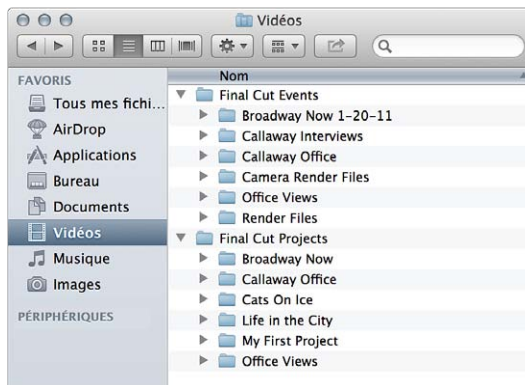 Vidéos
FAVORIS
Tous mes fichi...
AirDrop
Applications
Bureau
Documents
Vidéos
Musique
Images
PÉRIPHÉRIQUES
Nom
Final Cut Events
Broadway Now 1-20-11
Callaway Interviews
Callaway Office
Camera Render Files
Office Views
Render Files
Final Cut Projects
Broadway Now
Callaway Office
Cats On Ice
Life in the City
My First Project
Office Views